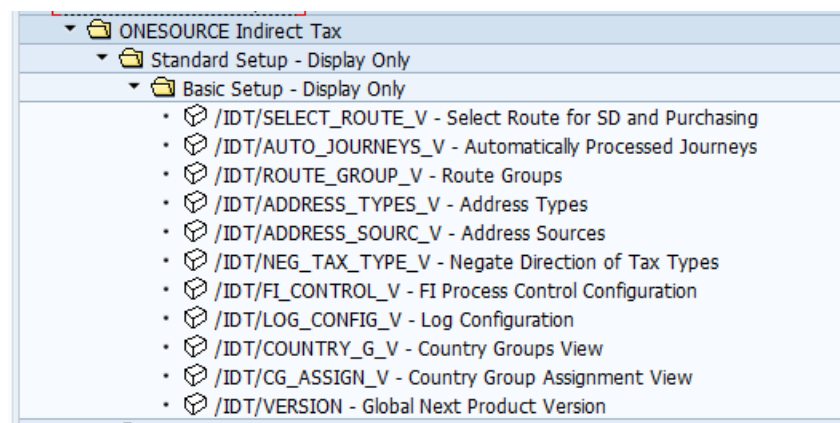 ONESOURCE Indirect Tax
Standard Setup - Display Only
Basic Setup - Display Only
/IDT/SELECT_ROUTE_V - Select Route for SD and Purchasing
/IDT/AUTO_JOURNEYS_V - Automatically Processed Journeys
/IDT/ROUTE_GROUP_V - Route Groups
/IDT/ADDRESS_TYPES_V - Address Types
/IDT/ADDRESS_SOURC_V - Address Sources
/IDT/NEG_TAX_TYPE_V - Negate Direction of Tax Types
/IDT/FI_CONTROL_V - FI Process Control Configuration
/IDT/LOG_CONFIG_V - Log Configuration
/IDT/COUNTRY_G_V - Country Groups View
/IDT/CG_ASSIGN_V - Country Group Assignment View
/IDT/VERSION - Global Next Product Version